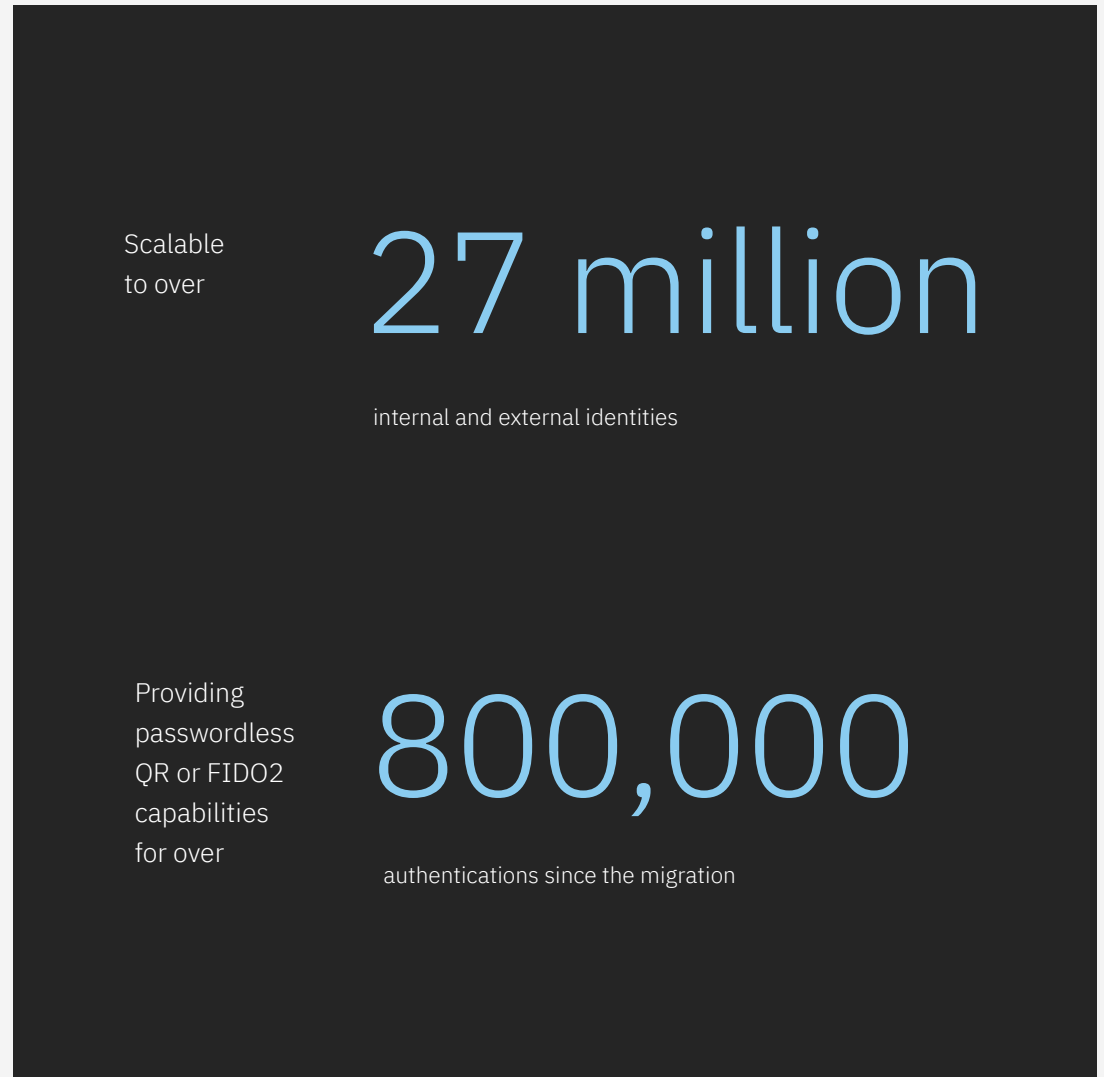 Scalable
to over
27 million
internal and external identities
Providing
passwordless
QR or FIDO2
capabilities
for over
800,000
authentications since the migration